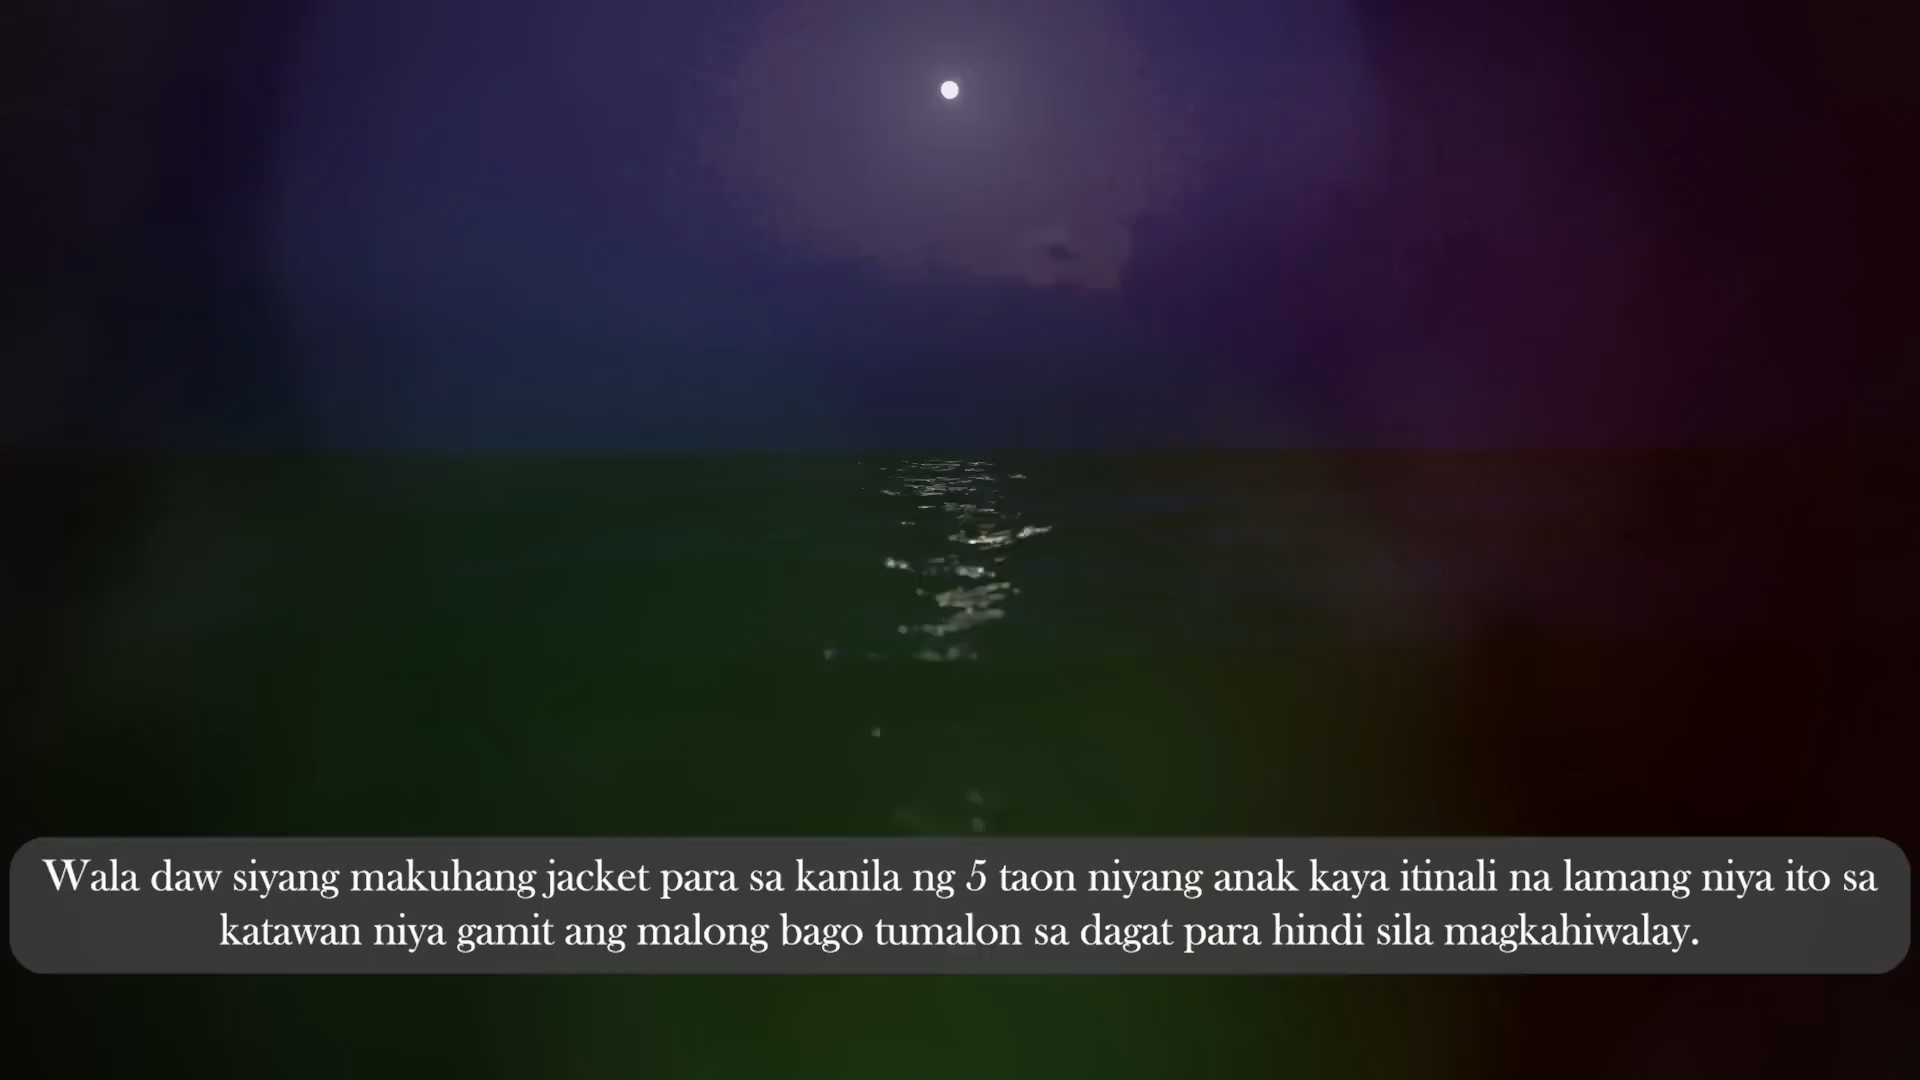 Wala daw siyang makuhang jacket para sa kanila ng 5 taon niyang anak kaya itinali na lamang niya ito sa
katawan niya gamit ang malong bago tumalon sa dagat para hindi sila magkahiwalay.